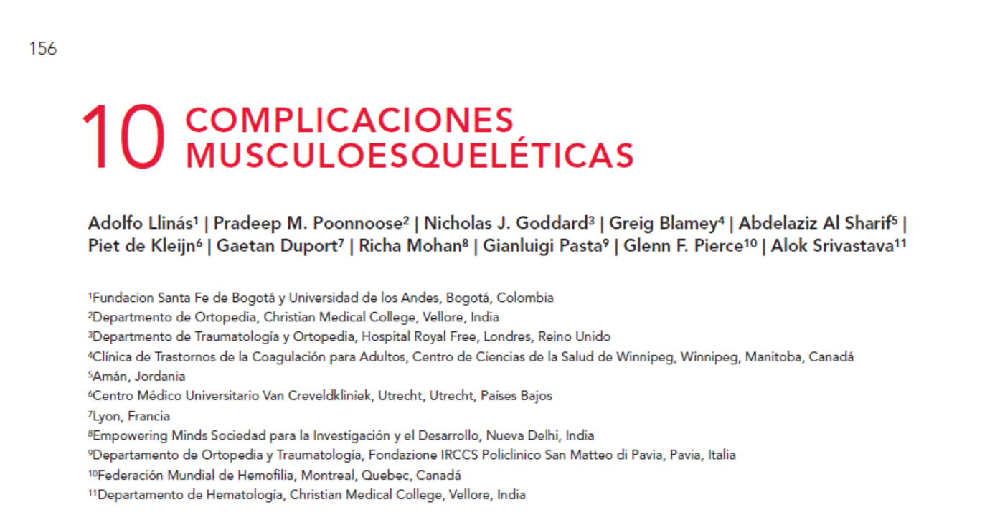 156
10 COMPLICACIONES
MUSCULOESQUELÉTICAS
Adolfo Llinás¹ | Pradeep M. Poonnoose² | Nicholas J. Goddard³ | Greig Blamey⁴ | Abdelaziz Al Sharif⁵ |
Piet de Kleijn⁶ | Gaetan Duport⁷ | Richa Mohan⁸ | Gianluigi Pasta⁹ | Glenn F. Pierce¹⁰ | Alok Srivastava¹¹
¹Fundacion Santa Fe de Bogotá y Universidad de los Andes, Bogotá, Colombia
²Departmento de Ortopedia, Christian Medical College, Vellore, India
³Departmento de Traumatología y Ortopedia, Hospital Royal Free, Londres, Reino Unido
⁴Clínica de Trastornos de la Coagulación para Adultos, Centro de Ciencias de la Salud de Winnipeg, Winnipeg, Manitoba, Canadá
⁵Amán, Jordania
⁶Centro Médico Universitario Van Creveldkliniek, Utrecht, Utrecht, Países Bajos
⁷Lyon, Francia
⁸Empowering Minds Sociedad para la Investigación y el Desarrollo, Nueva Delhi, India
⁹Departamento de Ortopedia y Traumatología, Fondazione IRCCS Policlinico San Matteo di Pavia, Pavia, Italia
¹⁰Federación Mundial de Hemofilia, Montreal, Quebec, Canadá
¹¹Departamento de Hematología, Christian Medical College, Vellore, India